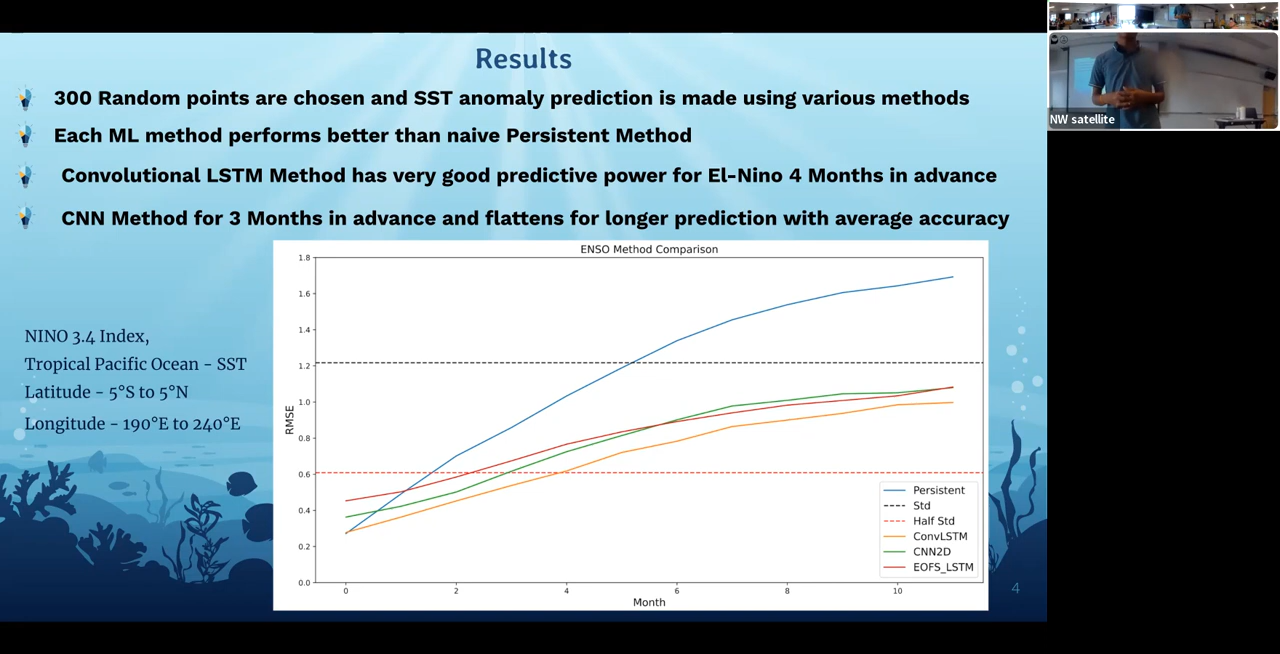 Results
300 Random points are chosen and SST anomaly prediction is made using various methods
Each ML method performs better than naive Persistent Method
Convolutional LSTM Method has very good predictive power for El-Nino 4 Months in advance
CNN Method for 3 Months in advance and flattens for longer prediction with average accuracy
NINO 3.4 Index,
Tropical Pacific Ocean - SST
Latitude - 5°S to 5°N
Longitude - 190°E to 240°E
ENSO Method Comparison
RMSE
1.8
1.6
1.4
1.2
1.0
0.8
0.6
0.4
0.2
0.0
0 2 4 6 8 10
Month
Persistent
Std
Half Std
ConvLSTM
CNN2D
EOFS_LSTM
4
NW satellite